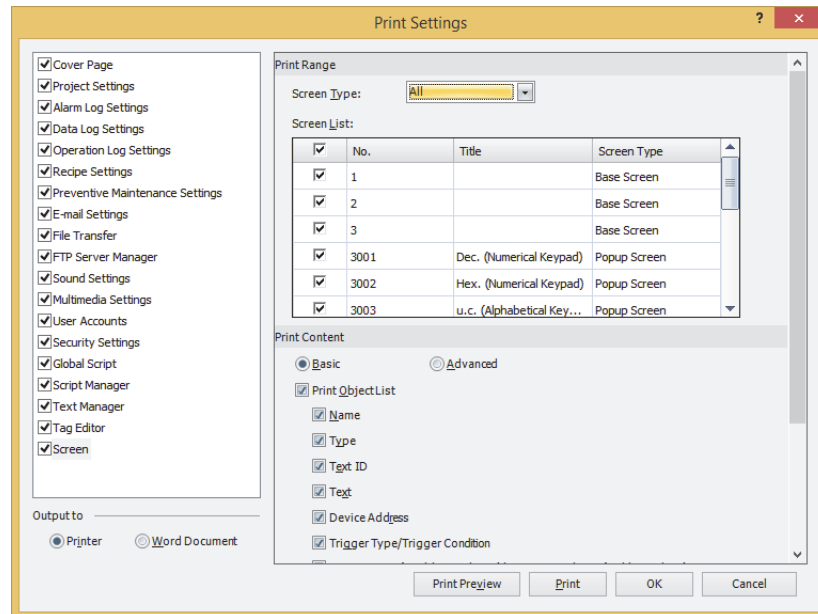 Print Settings
?
Cover Page
Project Settings
Alarm Log Settings
Data Log Settings
Operation Log Settings
Recipe Settings
Preventive Maintenance Settings
E-mail Settings
File Transfer
FTP Server Manager
Sound Settings
Multimedia Settings
User Accounts
Security Settings
Global Script
Script Manager
Text Manager
Tag Editor
Screen
Output to
Printer
Word Document
Print Range
Screen Type: All
Screen List:
No. Title Screen Type
1 Base Screen
2 Base Screen
3 Base Screen
3001 Dec. (Numerical Keypad) Popup Screen
3002 Hex. (Numerical Keypad) Popup Screen
3003 u.c. (Alphabetical Key... Popup Screen
Print Content
Basic Advanced
Print Object List
Name
Type
Text ID
Text
Device Address
Trigger Type/Trigger Condition
Print Preview Print OK Cancel